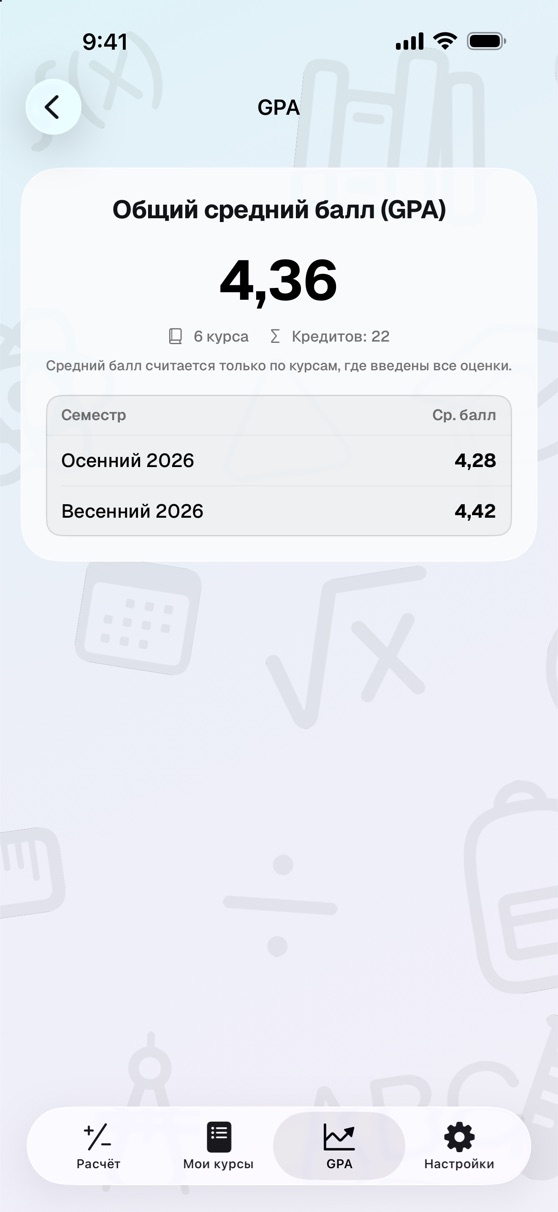 9:41
GPA
Общий средний балл (GPA)
4,36
6 курса Кредитов: 22
Средний балл считается только по курсам, где введены все оценки.
Семестр Ср. балл
Осенний 2026 4,28
Весенний 2026 4,42
√x
ABC
Расчёт Мои курсы GPA Настройки